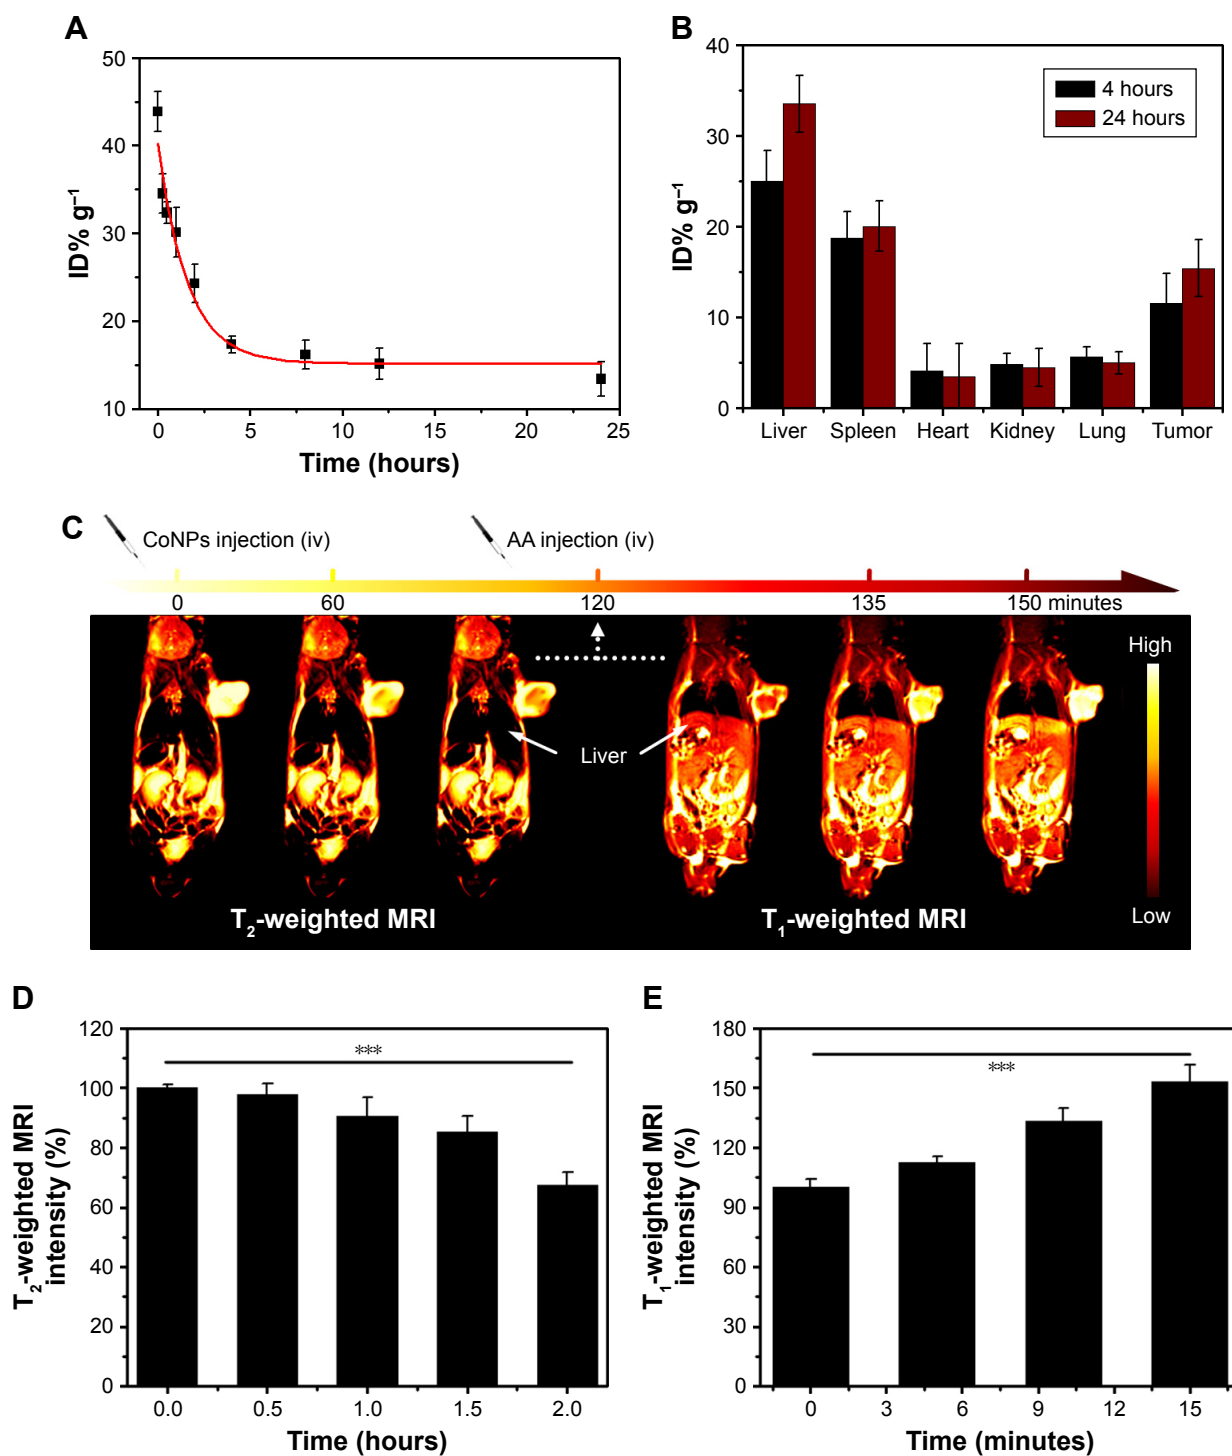 A
50
40
30
20
10
ID% g⁻¹
0 5 10 15 20 25
Time (hours)
B
40
30
20
10
0
ID% g⁻¹
4 hours
24 hours
Liver Spleen Heart Kidney Lung Tumor
C
CoNPs injection (iv)
AA injection (iv)
0 60 120 135 150 minutes
High
Liver
Low
T₂-weighted MRI
T₁-weighted MRI
D
120
100
80
60
40
20
0
T₂-weighted MRI
intensity (%)
***
0.0 0.5 1.0 1.5 2.0
Time (hours)
E
180
150
120
90
60
30
0
T₁-weighted MRI
intensity (%)
***
0 3 6 9 12 15
Time (minutes)